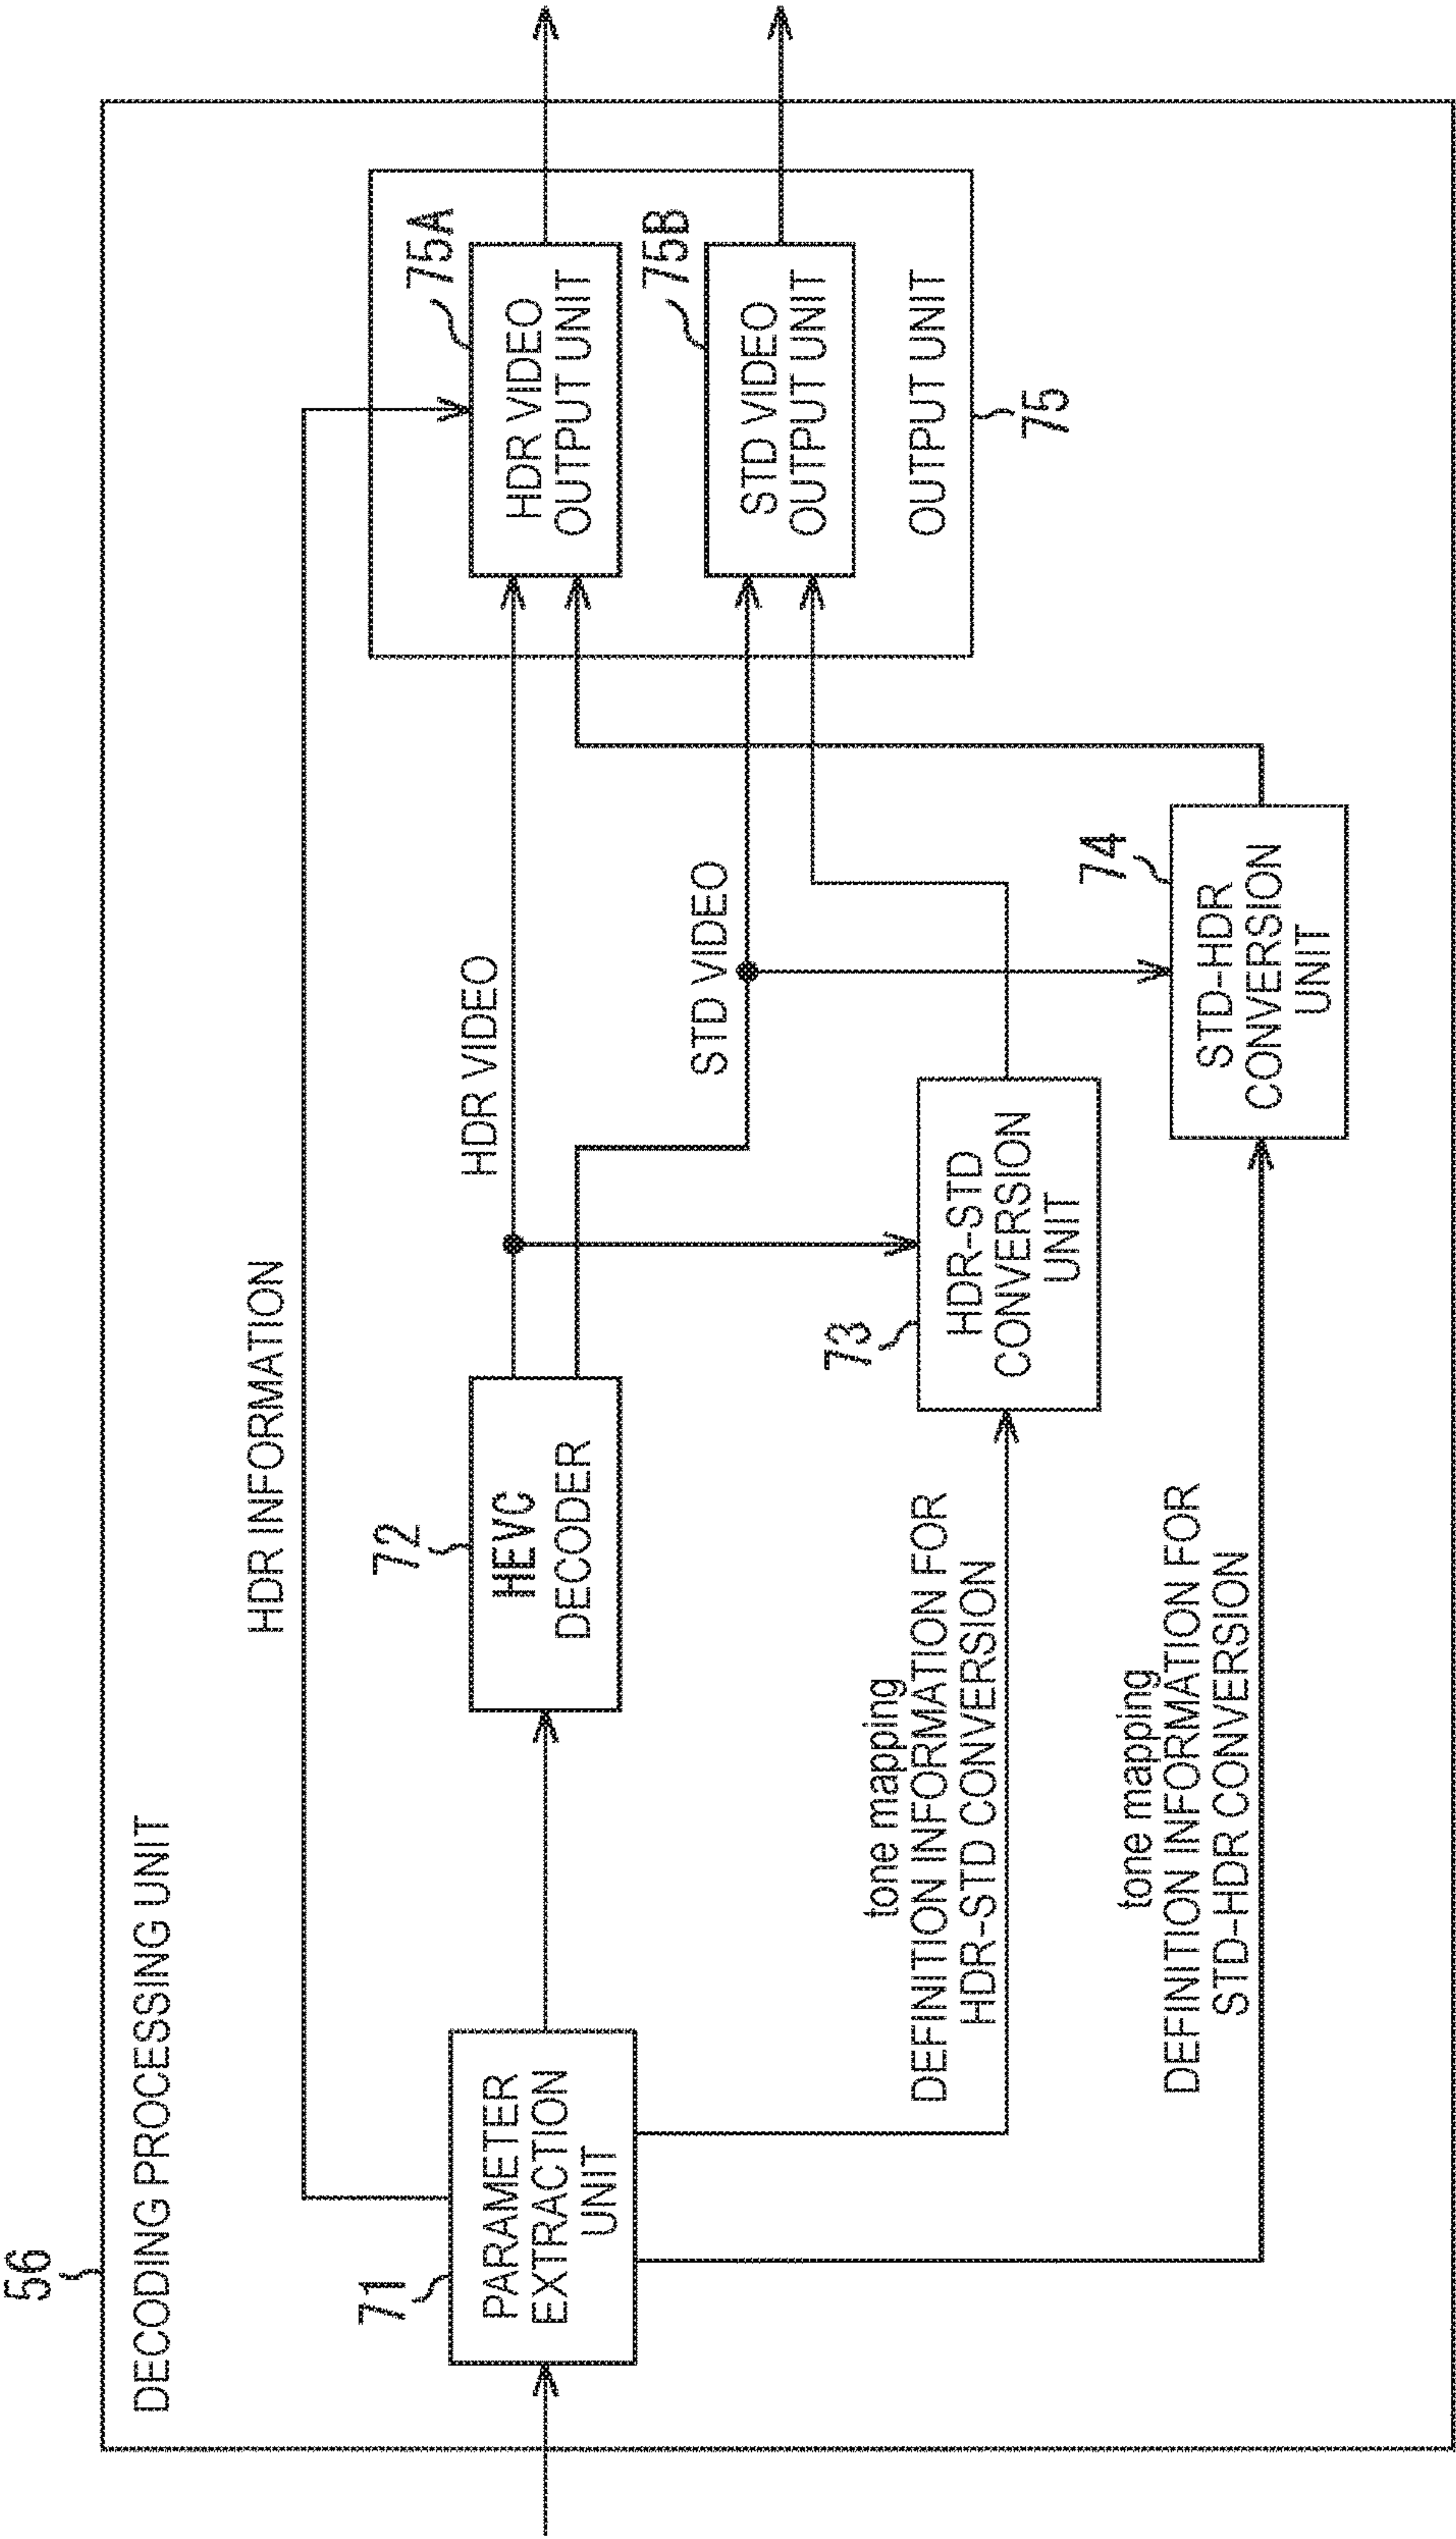 56
DECODING PROCESSING UNIT
HDR INFORMATION
71
PARAMETER
EXTRACTION
UNIT
72
HEVC
DECODER
HDR VIDEO
STD VIDEO
75A
HDR VIDEO
OUTPUT UNIT
75B
STD VIDEO
OUTPUT UNIT
OUTPUT UNIT
75
tone mapping
DEFINITION INFORMATION FOR
HDR-STD CONVERSION
73
HDR-STD
CONVERSION
UNIT
tone mapping
DEFINITION INFORMATION FOR
STD-HDR CONVERSION
74
STD-HDR
CONVERSION
UNIT